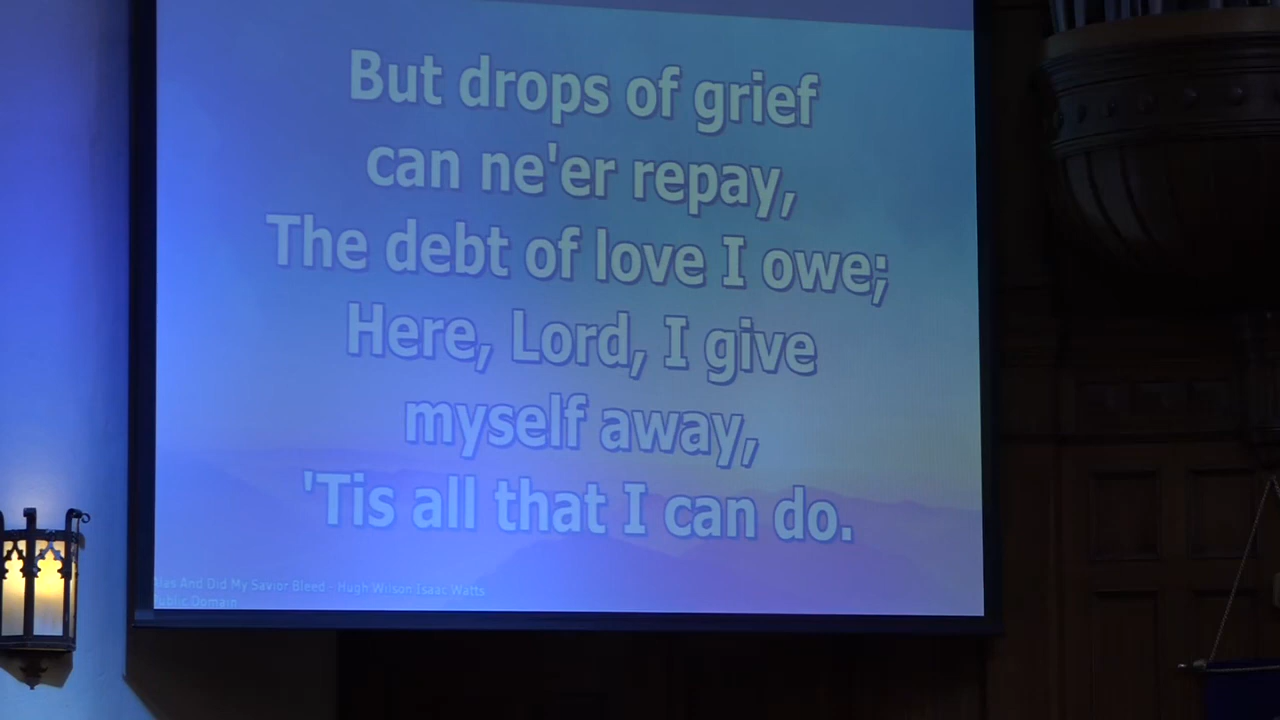 But drops of grief
can ne'er repay,
The debt of love I owe;
Here, Lord, I give
myself away,
'Tis all that I can do.
Alas And Did My Savior Bleed - Hugh Wilson Isaac Watts
Public Domain